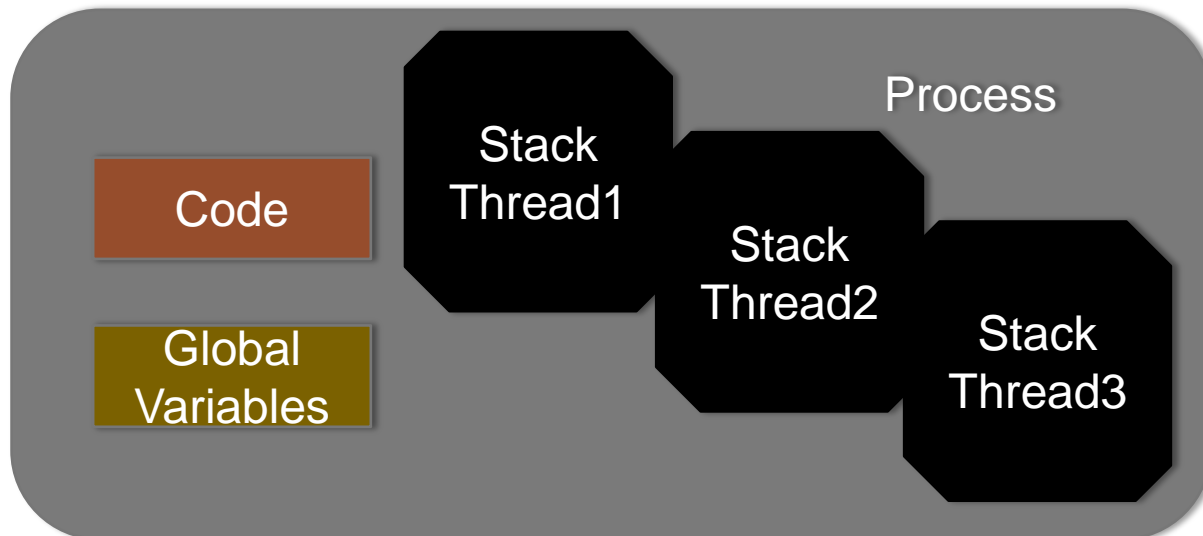 Process
Stack
Thread1
Code
Stack
Thread2
Global
Variables
Stack
Thread3